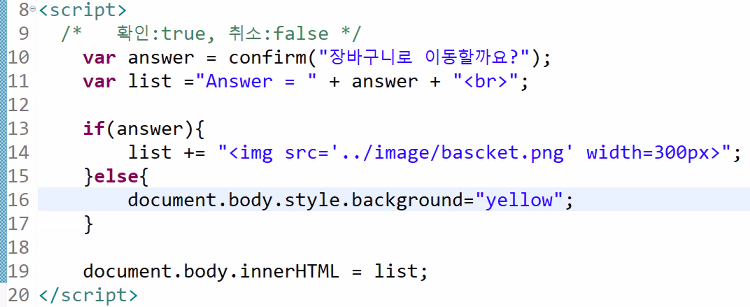 8 <script>
9 /* 확인:true, 취소:false */
10 var answer = confirm("장바구니로 이동할까요?");
11 var list ="Answer = " + answer + "<br>";
12
13 if(answer){
14 list += "<img src='../image/bascket.png' width=300px>";
15 }else{
16 document.body.style.background="yellow";
17 }
18
19 document.body.innerHTML = list;
20 </script>